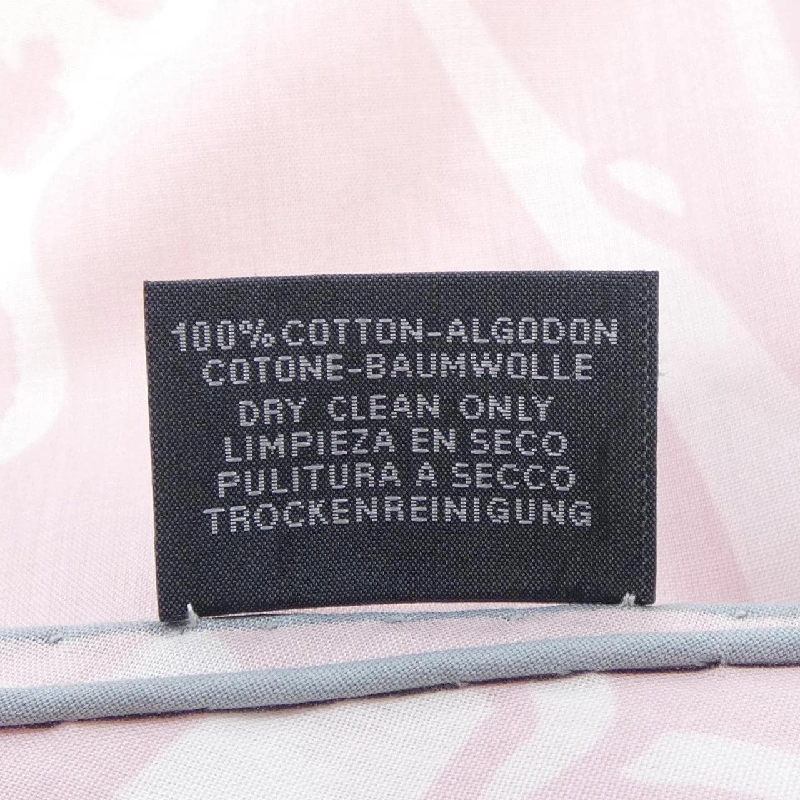 100% COTTON-ALGODON
COTONE-BAUMWOLLE
DRY CLEAN ONLY
LIMPIEZA EN SECO
PULITURA A SECCO
TROCKENREINIGUNG